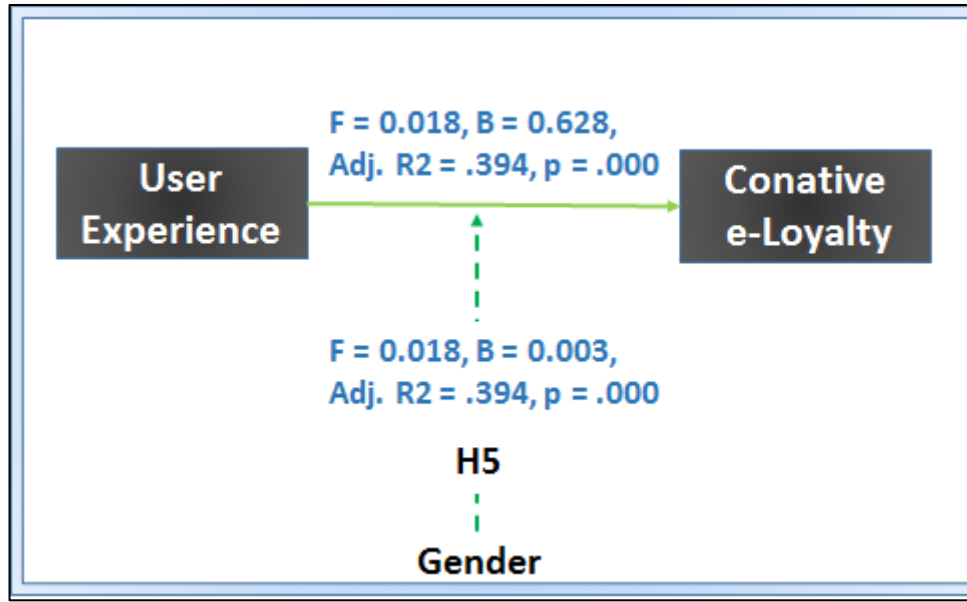 F = 0.018, B = 0.628,
Adj. R2 = .394, p = .000
User
Experience
Conative
e-Loyalty
F = 0.018, B = 0.003,
Adj. R2 = .394, p = .000
H5
Gender